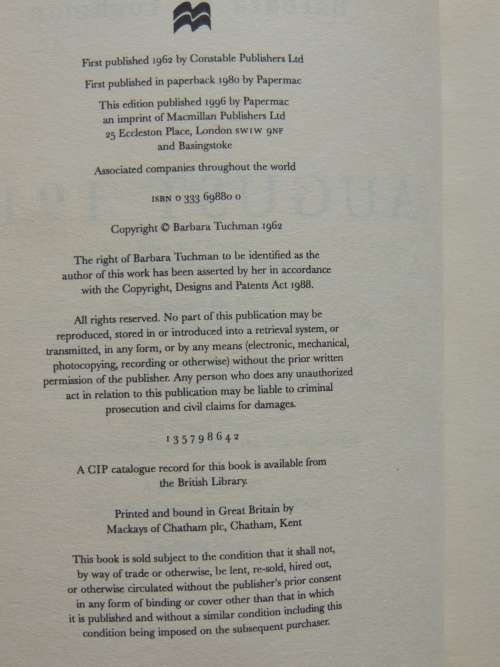 First published 1962 by Constable Publishers Ltd
First published in paperback 1980 by Papermac
This edition published 1996 by Papermac
an imprint of Macmillan Publishers Ltd
25 Eccleston Place, London SW1W 9NF
and Basingstoke
Associated companies throughout the world
ISBN 0 333 69880 0
Copyright © Barbara Tuchman 1962
The right of Barbara Tuchman to be identified as the
author of this work has been asserted by her in accordance
with the Copyright, Designs and Patents Act 1988.
All rights reserved. No part of this publication may be
reproduced, stored in or introduced into a retrieval system, or
transmitted, in any form, or by any means (electronic, mechanical,
photocopying, recording or otherwise) without the prior written
permission of the publisher. Any person who does any unauthorized
act in relation to this publication may be liable to criminal
prosecution and civil claims for damages.
1 3 5 7 9 8 6 4 2
A CIP catalogue record for this book is available from
the British Library.
Printed and bound in Great Britain by
Mackays of Chatham plc, Chatham, Kent
This book is sold subject to the condition that it shall not,
by way of trade or otherwise, be lent, re-sold, hired out,
or otherwise circulated without the publisher's prior consent
in any form of binding or cover other than that in which
it is published and without a similar condition including this
condition being imposed on the subsequent purchaser.